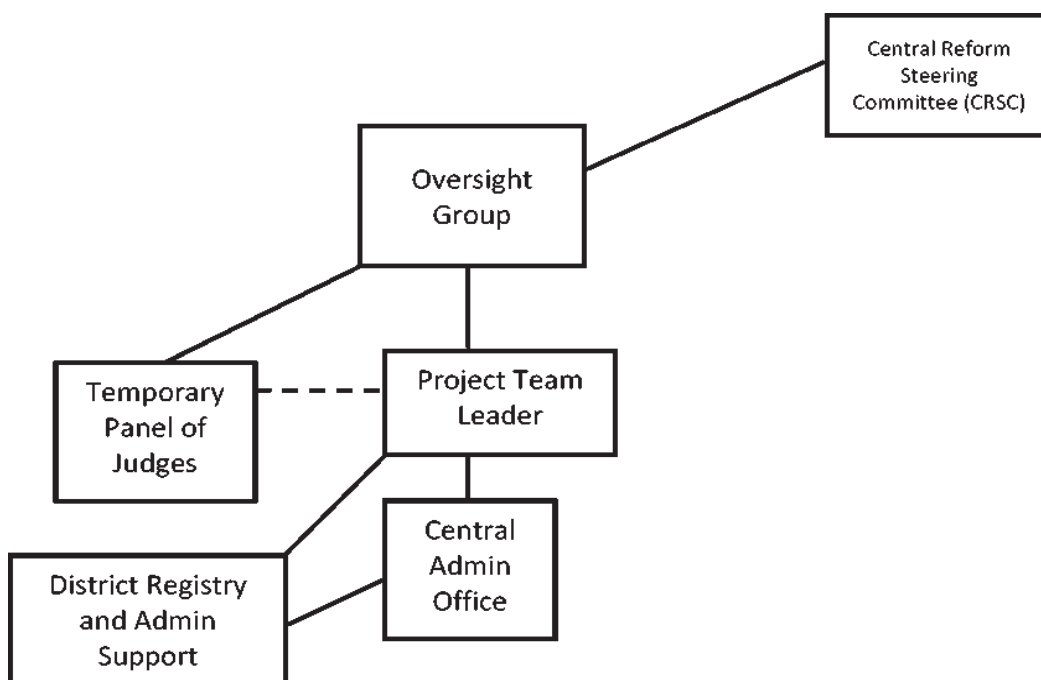 Central Reform
Steering
Committee (CRSC)
Oversight
Group
Temporary
Panel of
Judges
Project Team
Leader
Central
Admin
Office
District Registry
and Admin
Support